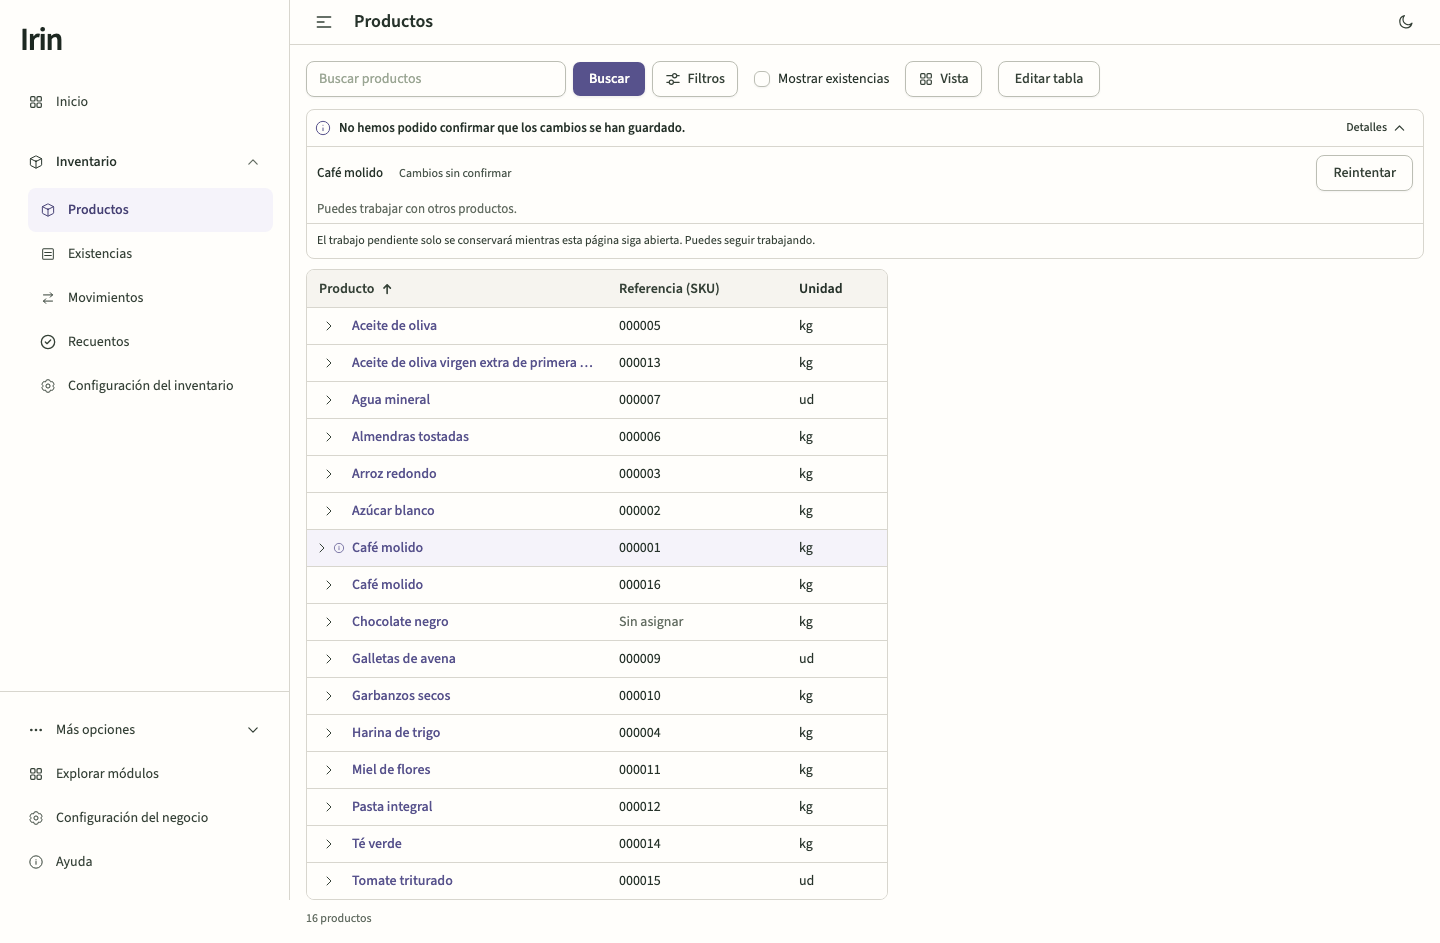 Irin
Productos
Inicio
Inventario
Productos
Existencias
Movimientos
Recuentos
Configuración del inventario
Más opciones
Explorar módulos
Configuración del negocio
Ayuda
Buscar productos
Buscar
Filtros
Mostrar existencias
Vista
Editar tabla
No hemos podido confirmar que los cambios se han guardado.
Detalles
Café molido Cambios sin confirmar
Reintentar
Puedes trabajar con otros productos.
El trabajo pendiente solo se conservará mientras esta página siga abierta. Puedes seguir trabajando.
Producto Referencia (SKU) Unidad
Aceite de oliva 000005 kg
Aceite de oliva virgen extra de primera ... 000013 kg
Agua mineral 000007 ud
Almendras tostadas 000006 kg
Arroz redondo 000003 kg
Azúcar blanco 000002 kg
Café molido 000001 kg
Café molido 000016 kg
Chocolate negro Sin asignar kg
Galletas de avena 000009 ud
Garbanzos secos 000010 kg
Harina de trigo 000004 kg
Miel de flores 000011 kg
Pasta integral 000012 kg
Té verde 000014 kg
Tomate triturado 000015 ud
16 productos